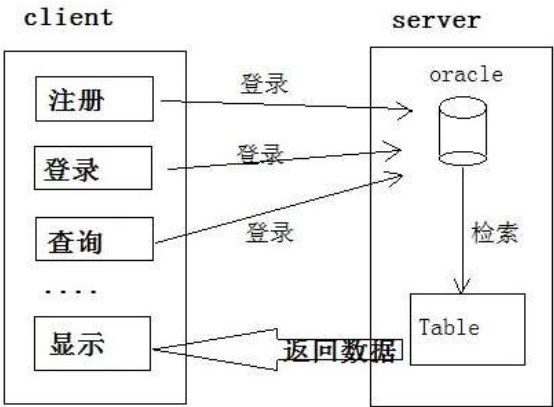 client
server
注册
登录
oracle
登录
登录
查询
登录
检索
....
显示
返回数据
Table